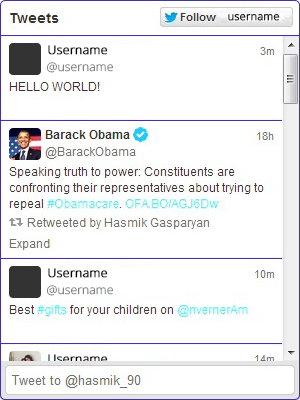 Tweets
Follow username
Username 3m
@username
HELLO WORLD!
Barack Obama 18h
@BarackObama
Speaking truth to power: Constituents are
confronting their representatives about trying to
repeal #Obamacare. OFA.BO/AGJ6Dw
Retweeted by Hasmik Gasparyan
Expand
Username 10m
@username
Best #gifts for your children on @nvernerAm
Username 14m
Tweet to @hasmik_90